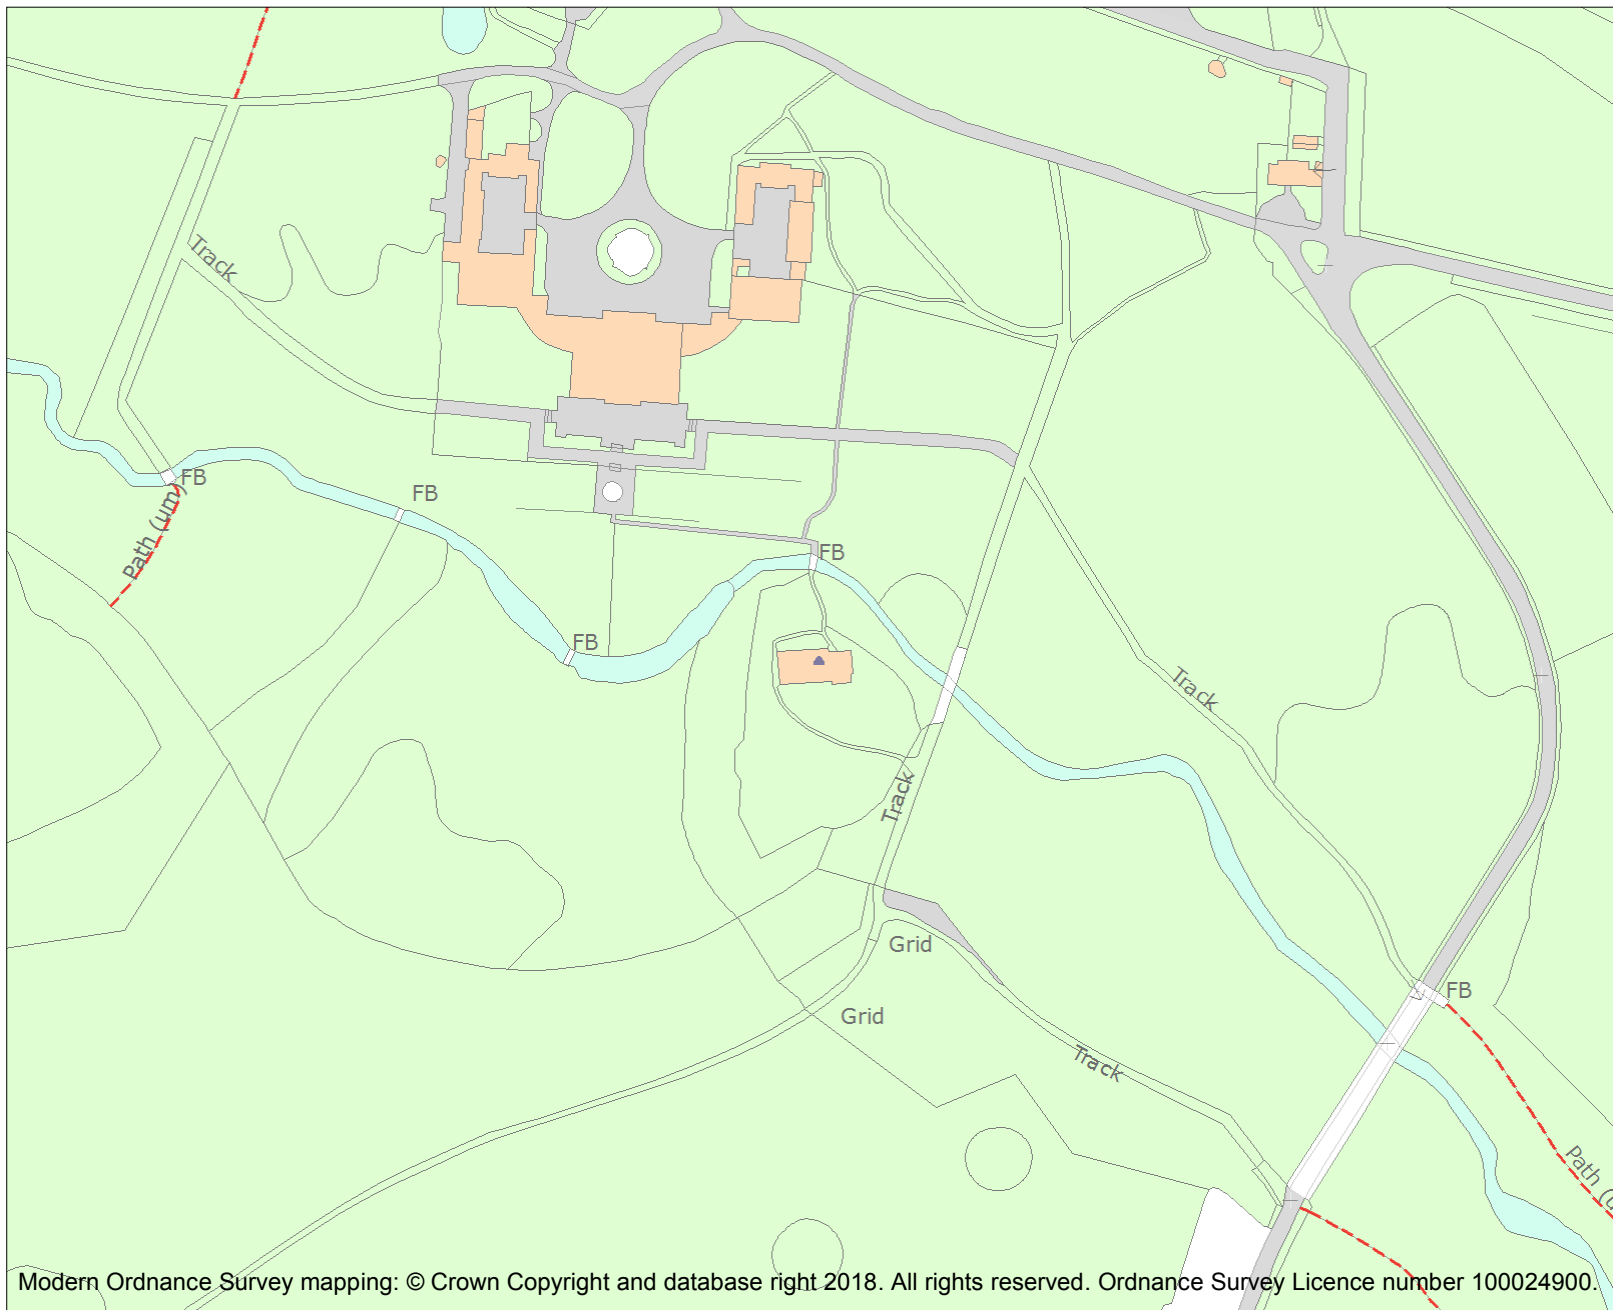 Track
FB
FB
Path (um)
FB
FB
Track
Track
Grid
FB
Grid
Track
Path (u
Modern Ordnance Survey mapping: © Crown Copyright and database right 2018. All rights reserved. Ordnance Survey Licence number 100024900.